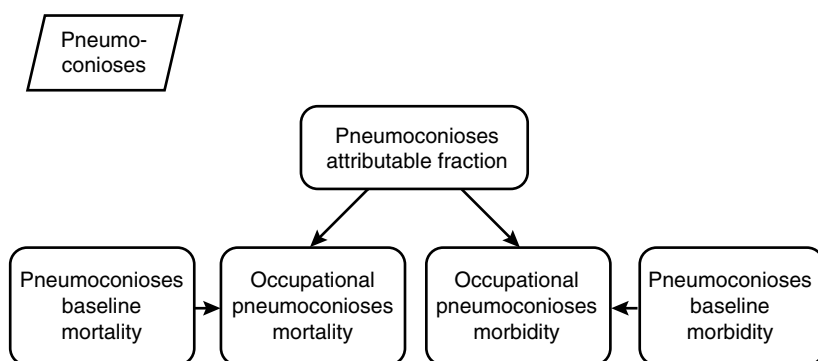 Pneumo-
conioses
Pneumoconioses
attributable fraction
Pneumoconioses
baseline
mortality
Occupational
pneumoconioses
mortality
Occupational
pneumoconioses
morbidity
Pneumoconioses
baseline
morbidity